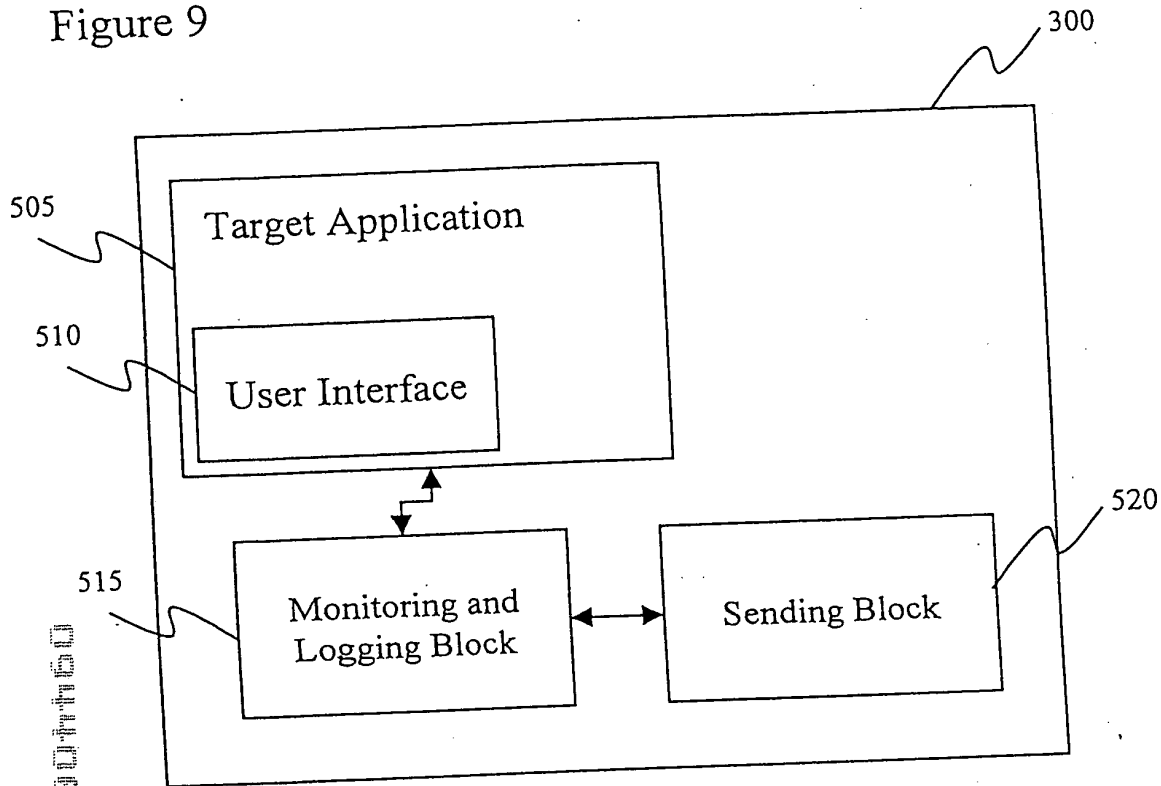 Figure 9
300
505
Target Application
510
User Interface
520
515
Monitoring and
Logging Block
Sending Block